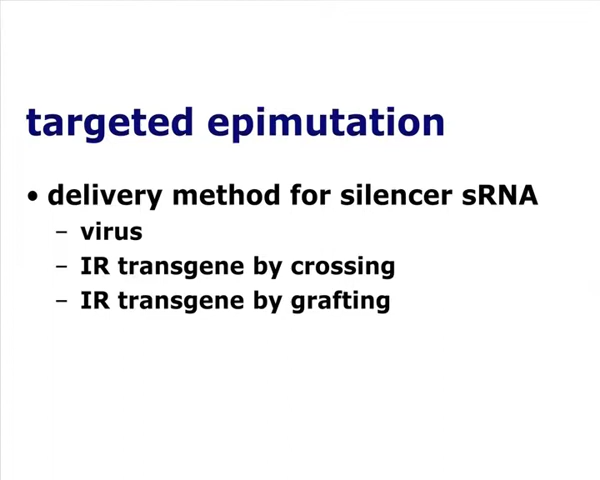 targeted epimutation
• delivery method for silencer sRNA
– virus
– IR transgene by crossing
– IR transgene by grafting